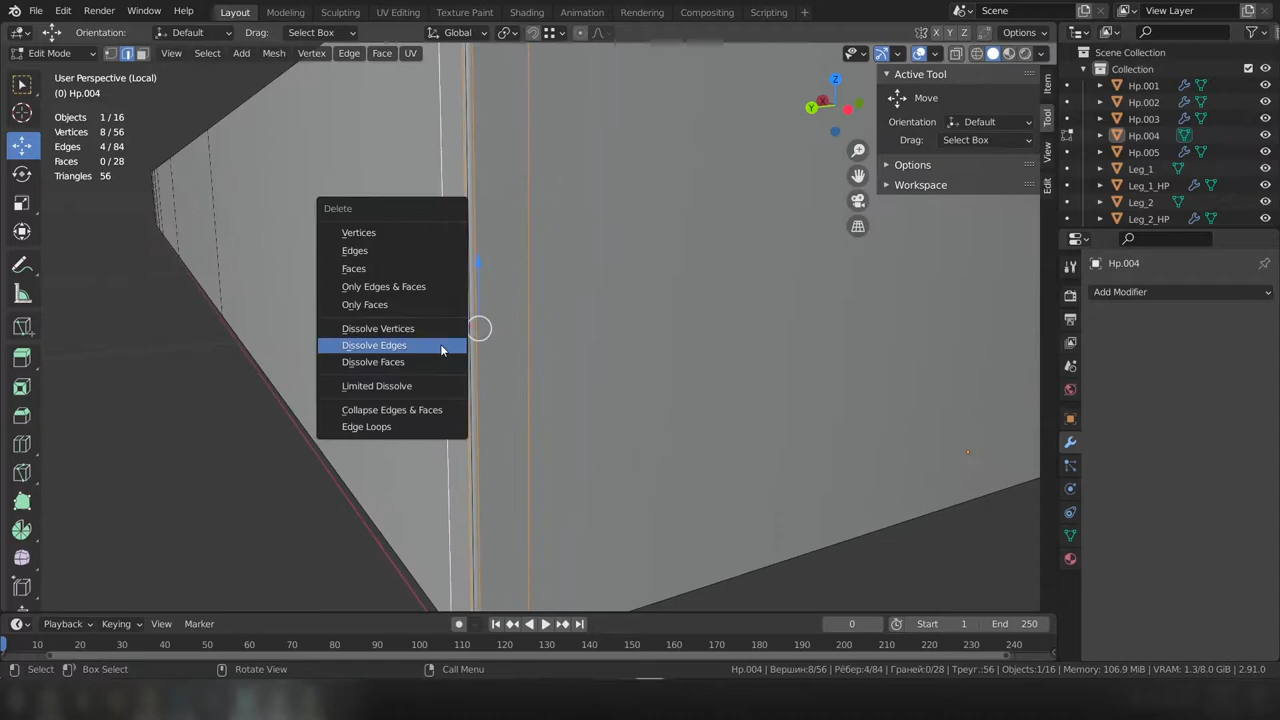 File Edit Render Window Help Layout Modeling Sculpting UV Editing Texture Paint Shading Animation Rendering Compositing Scripting + Scene View Layer
Orientation: Default Drag: Select Box Global X Y Z Options
Edit Mode View Select Add Mesh Vertex Edge Face UV
User Perspective (Local)
(0) Hp.004
Objects 1 / 16
Vertices 8 / 56
Edges 4 / 84
Faces 0 / 28
Triangles 56
Delete
Vertices
Edges
Faces
Only Edges & Faces
Only Faces
Dissolve Vertices
Dissolve Edges
Dissolve Faces
Limited Dissolve
Collapse Edges & Faces
Edge Loops
Z
Y
X
Active Tool
Move
Orientation Default
Drag: Select Box
Options
Workspace
Item
Tool
View
Edit
Scene Collection
Collection
Hp.001
Hp.002
Hp.003
Hp.004
Hp.005
Leg_1
Leg_1_HP
Leg_2
Leg_2_HP
Hp.004
Add Modifier
Playback Keying View Marker 0 Start 1 End 250
10 20 30 40 50 60 70 80 90 100 110 120 130 140 150 160 170 180 190 200 210 220 230 240 250
Select Box Select Rotate View Call Menu Hp.004 | Вершин:8/56 | Рёбер:4/84 | Граней:0/28 | Треуг.:56 | Objects:1/16 | Memory: 106.9 MiB | VRAM: 1.3/8.0 GiB | 2.91.0